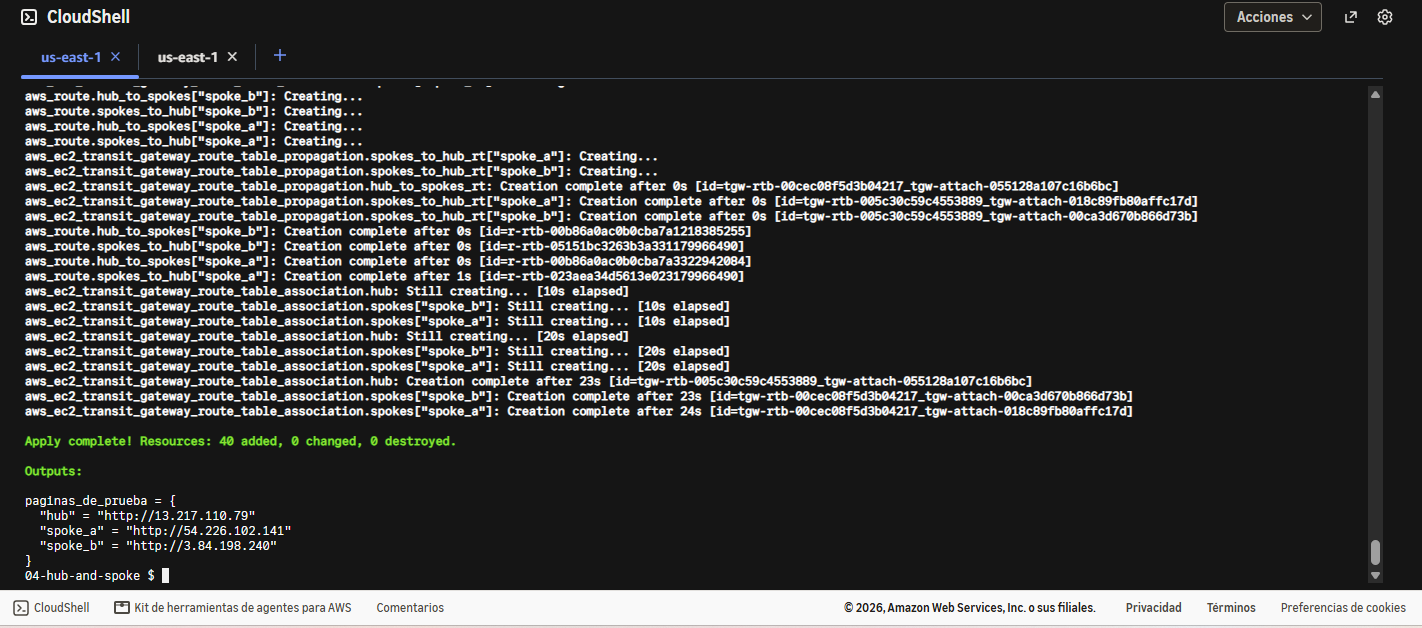 CloudShell
Acciones
us-east-1 × us-east-1 × +
aws_route.hub_to_spokes["spoke_b"]: Creating...
aws_route.spokes_to_hub["spoke_b"]: Creating...
aws_route.hub_to_spokes["spoke_a"]: Creating...
aws_route.spokes_to_hub["spoke_a"]: Creating...
aws_ec2_transit_gateway_route_table_propagation.spokes_to_hub_rt["spoke_a"]: Creating...
aws_ec2_transit_gateway_route_table_propagation.spokes_to_hub_rt["spoke_b"]: Creating...
aws_ec2_transit_gateway_route_table_propagation.hub_to_spokes_rt: Creation complete after 0s [id=tgw-rtb-00cec08f5d3b04217_tgw-attach-055128a107c16b6bc]
aws_ec2_transit_gateway_route_table_propagation.spokes_to_hub_rt["spoke_a"]: Creation complete after 0s [id=tgw-rtb-005c30c59c4553889_tgw-attach-018c89fb80affc17d]
aws_ec2_transit_gateway_route_table_propagation.spokes_to_hub_rt["spoke_b"]: Creation complete after 0s [id=tgw-rtb-005c30c59c4553889_tgw-attach-00ca3d670b866d73b]
aws_route.hub_to_spokes["spoke_b"]: Creation complete after 0s [id=r-rtb-00b86a0ac0b0cba7a1218385255]
aws_route.spokes_to_hub["spoke_b"]: Creation complete after 0s [id=r-rtb-05151bc3263b3a331179966490]
aws_route.hub_to_spokes["spoke_a"]: Creation complete after 0s [id=r-rtb-00b86a0ac0b0cba7a3322942084]
aws_route.spokes_to_hub["spoke_a"]: Creation complete after 1s [id=r-rtb-023aea34d5613e023179966490]
aws_ec2_transit_gateway_route_table_association.hub: Still creating... [10s elapsed]
aws_ec2_transit_gateway_route_table_association.spokes["spoke_b"]: Still creating... [10s elapsed]
aws_ec2_transit_gateway_route_table_association.spokes["spoke_a"]: Still creating... [10s elapsed]
aws_ec2_transit_gateway_route_table_association.hub: Still creating... [20s elapsed]
aws_ec2_transit_gateway_route_table_association.spokes["spoke_b"]: Still creating... [20s elapsed]
aws_ec2_transit_gateway_route_table_association.spokes["spoke_a"]: Still creating... [20s elapsed]
aws_ec2_transit_gateway_route_table_association.hub: Creation complete after 23s [id=tgw-rtb-005c30c59c4553889_tgw-attach-055128a107c16b6bc]
aws_ec2_transit_gateway_route_table_association.spokes["spoke_b"]: Creation complete after 23s [id=tgw-rtb-00cec08f5d3b04217_tgw-attach-00ca3d670b866d73b]
aws_ec2_transit_gateway_route_table_association.spokes["spoke_a"]: Creation complete after 24s [id=tgw-rtb-00cec08f5d3b04217_tgw-attach-018c89fb80affc17d]
Apply complete! Resources: 40 added, 0 changed, 0 destroyed.
Outputs:
paginas_de_prueba = {
"hub" = "http://13.217.110.79"
"spoke_a" = "http://54.226.102.141"
"spoke_b" = "http://3.84.198.240"
}
04-hub-and-spoke $
CloudShell Kit de herramientas de agentes para AWS Comentarios © 2026, Amazon Web Services, Inc. o sus filiales. Privacidad Términos Preferencias de cookies